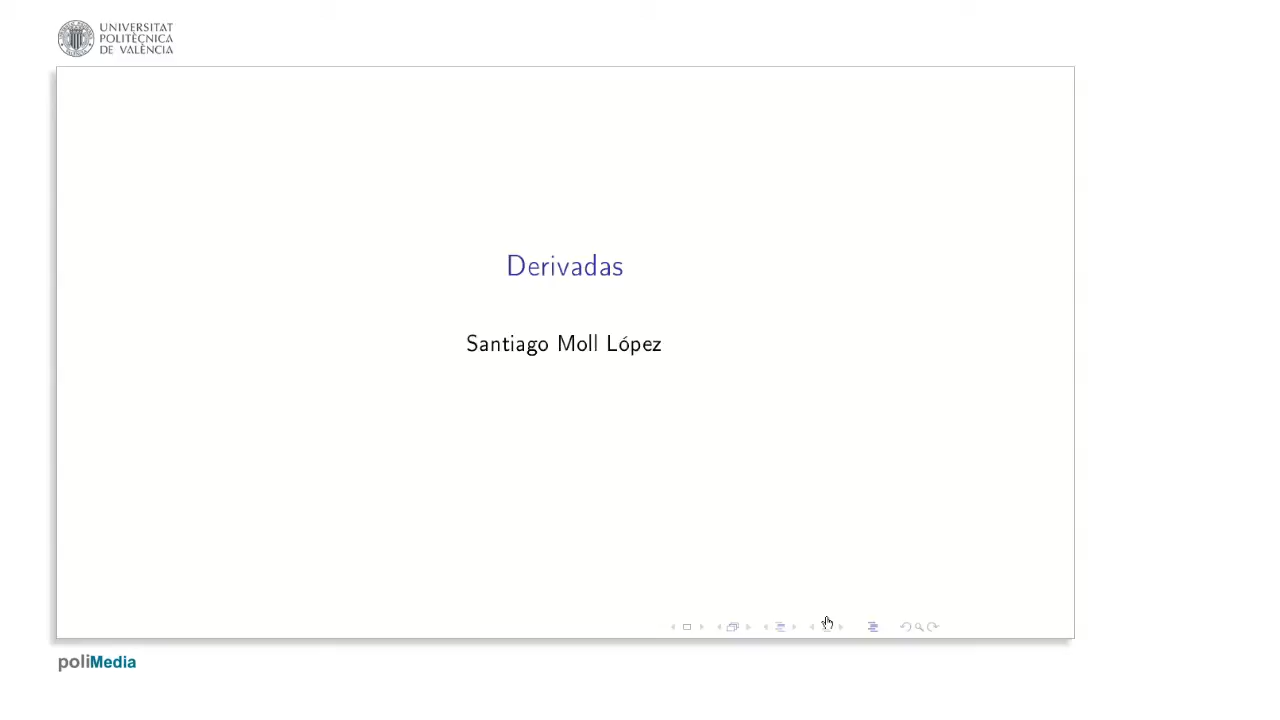 UNIVERSITAT
POLITÈCNICA
DE VALÈNCIA
Derivadas
Santiago Moll López
poliMedia